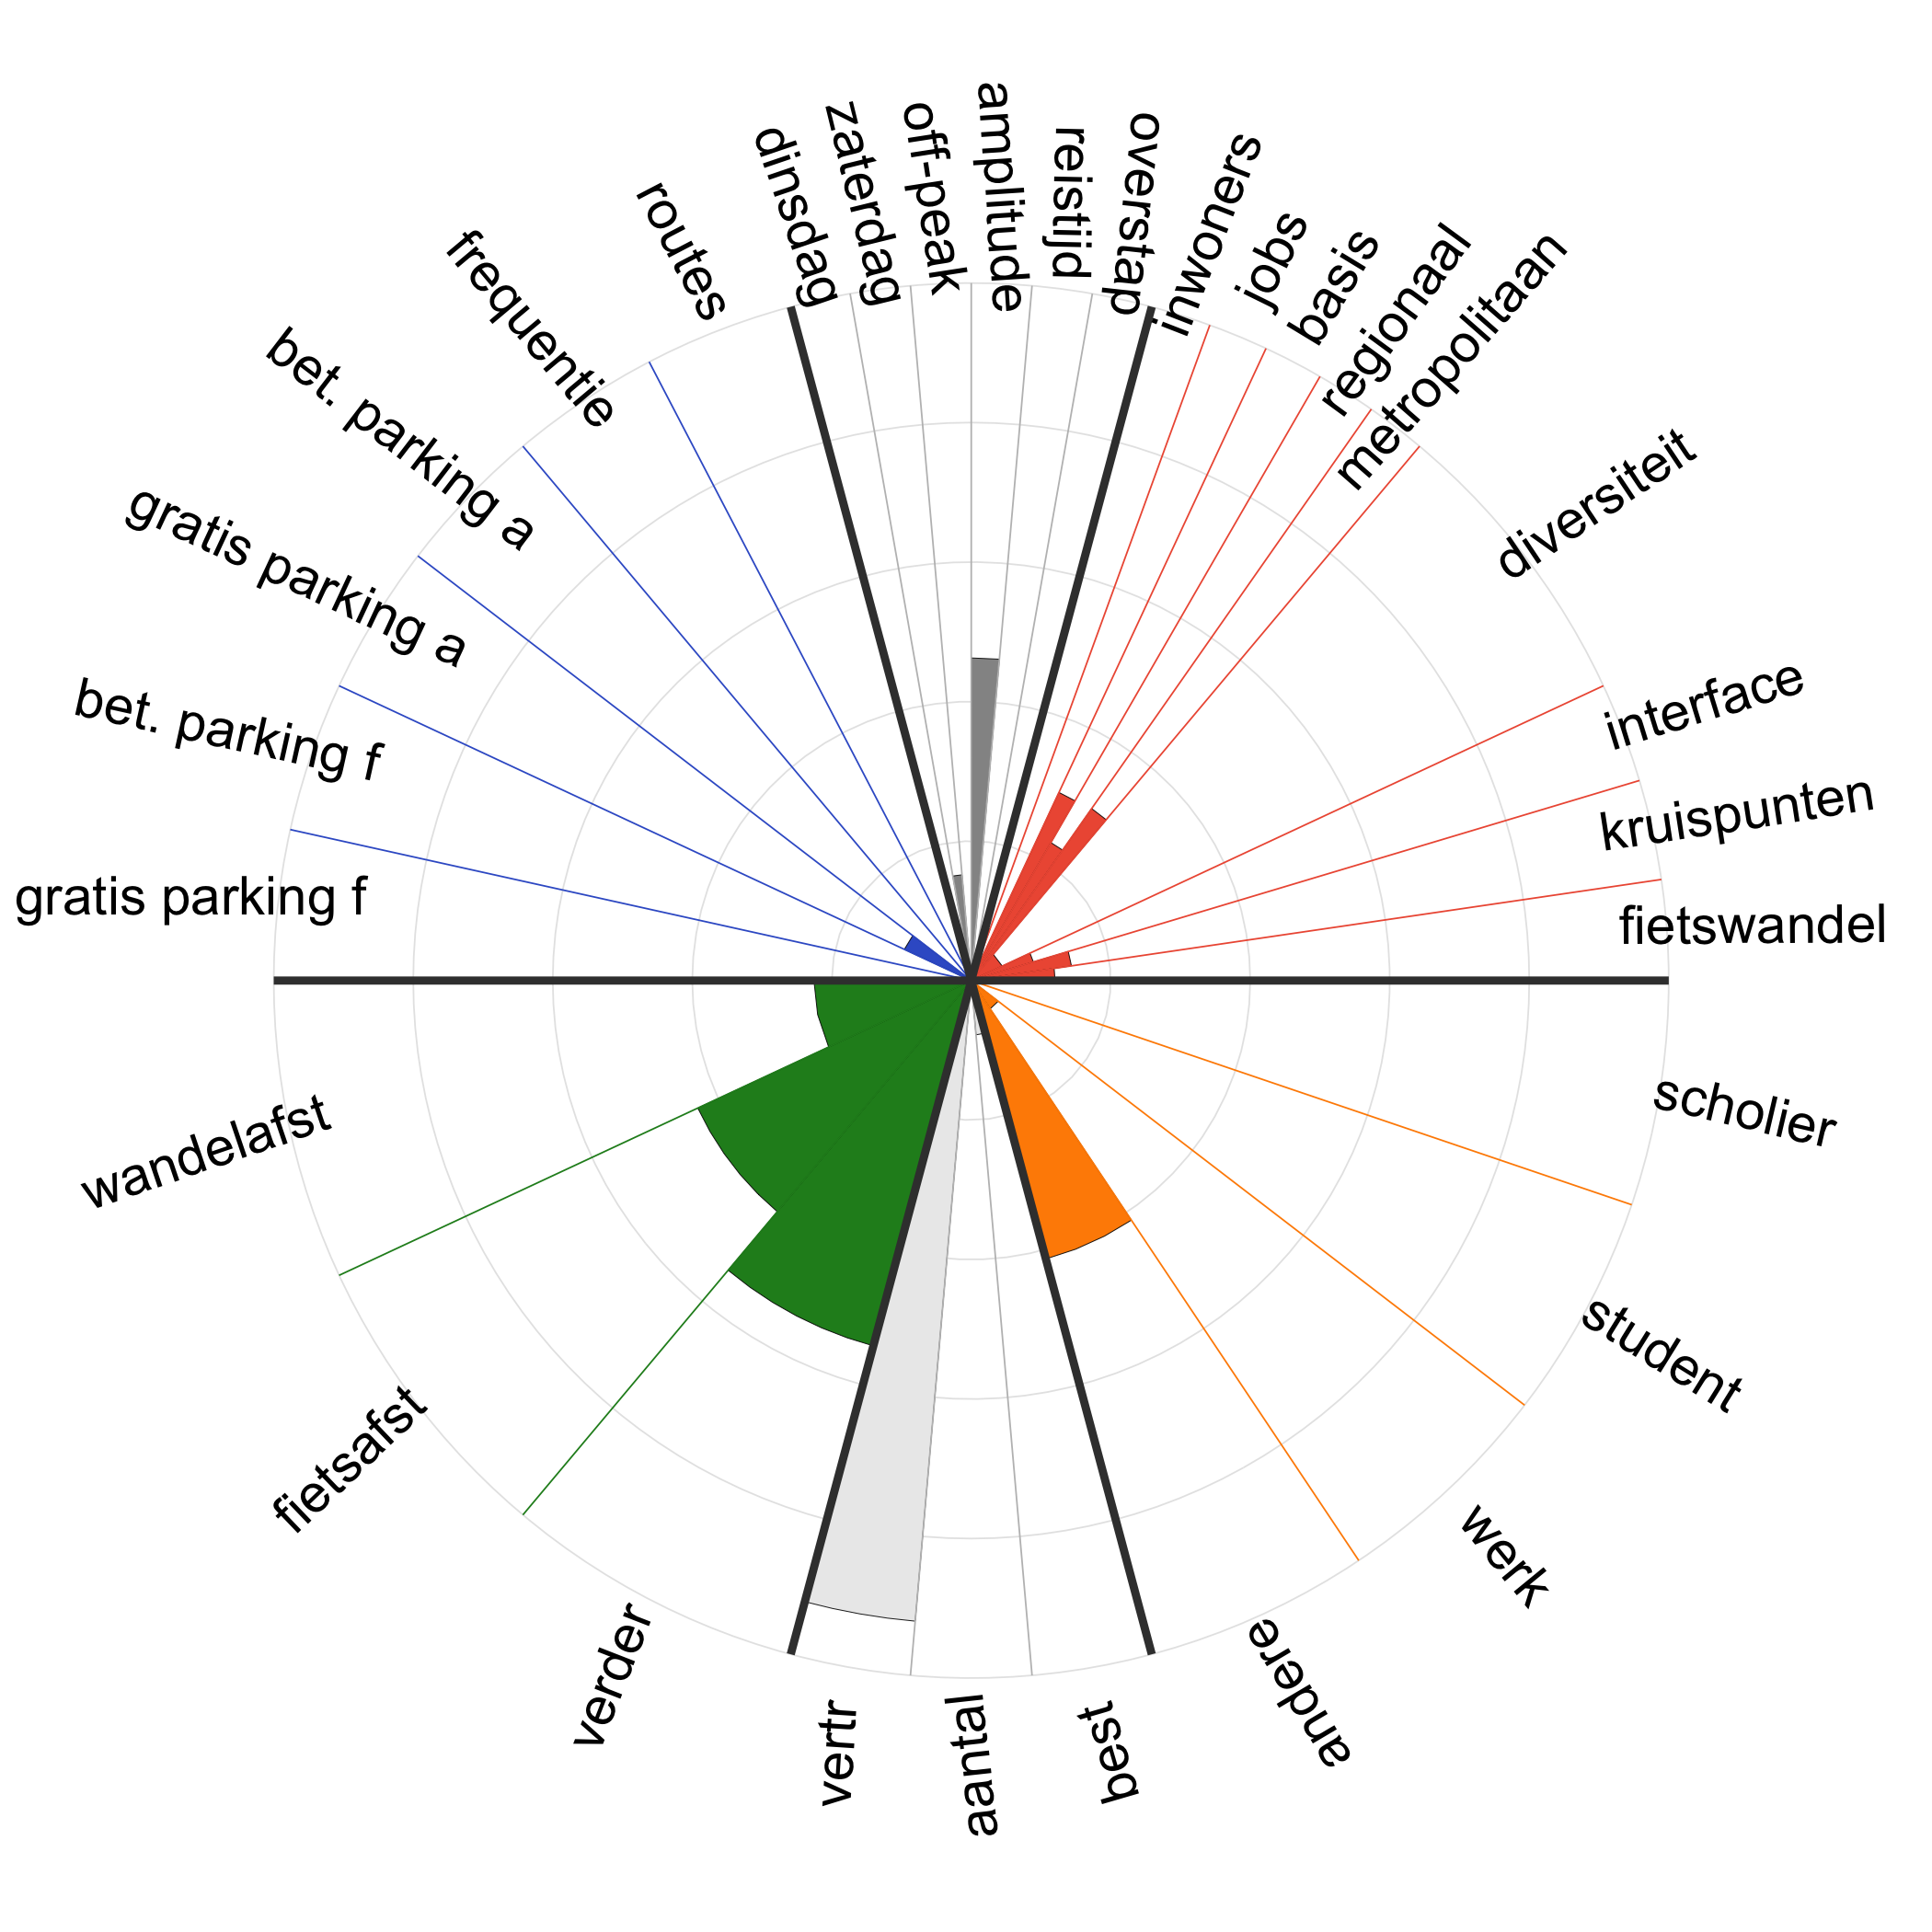 amplitude
reistijd
overstap
inwoners
jobs
basis
regionaal
metropolitaan
diversiteit
interface
kruispunten
fietswandel
scholier
student
werk
andere
best
aantal
vertr
verder
fietsafst
wandelafst
gratis parking f
bet. parking f
gratis parking a
bet. parking a
frequentie
routes
dinsdag
zaterdag
off-peak